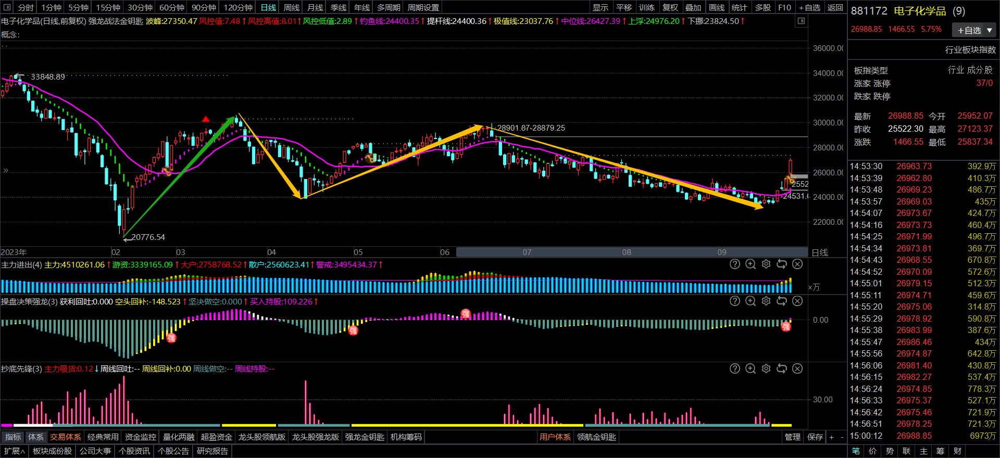 分时 1分钟 5分钟 15分钟 30分钟 60分钟 90分钟 120分钟 日线 周线 月线 季线 年线 多周期 周期设置 显示 平移 训练 复权 叠加 画线 统计 多股 F10 +自选 返回
881172 电子化学品 (9)
电子化学品(日线,前复权) 强龙战法金钥匙 波峰:27350.47 风控值:7.48↑ 风控高值:8.01↑ 风控低值:2.89↑ 钓鱼线:24400.35↑ 提杆线:24400.36↑ 极值线:23037.76↑ 中位线:26427.39↑ 上浮:24976.20↑ 下挪:23824.50↑
26988.85 1466.55 5.75% +自选 ▼
概念:
行业板块指数
36000.00
34000.00
32000.00
30000.00
28000.00
26000.00
24000.00
22000.00
33848.89
28901.87-28879.25
2552
24531.6
20776.54
2023年 02 03 04 05 06 07 08 09 日线
主力进出(4) 主力:4510261.06↑ 游资:3339165.09↑ 大户:2758768.52↑ 散户:2560623.41↑ 警戒:3495434.37↑
×万
操盘决策强龙(3) 获利回吐:0.000 空头回补:-148.523↑ 坚决做空:0.000↑ 买入持股:109.226↑
0.00
强
强
强
强
抄底先锋(3) 主力吸货:0.12↓ 周线回吐:-- 周线回补:0.00 周线做空:-- 周线持股:--
30.00
指标 体系 交易体系 经典常用 资金监控 量化两融 超盈资金 龙头股领航版 龙头股强龙版 强龙金钥匙 机构筹码 用户体系 领航金钥匙 管理 保存 + -
扩展∧ 板块成份股 公司大事 个股资讯 个股公告 研究报告
板指类型 行业 成分股
涨家 涨停 37/0
跌家 跌停
最新 26988.85 今开 25952.07
昨收 25522.30 最高 27123.37
涨跌 1466.55 最低 25837.34
14:53:30 26963.73 392.9万
14:53:39 26962.80 410.3万
14:53:48 26969.23 486.7万
14:53:57 26969.03 435万
14:54:07 26973.67 424.7万
14:54:16 26973.73 460.4万
14:54:25 26971.99 496.7万
14:54:34 26973.81 369.7万
14:54:43 26968.55 670.8万
14:54:52 26970.09 572.6万
14:55:01 26979.15 512.3万
14:55:11 26974.71 459.6万
14:55:20 26975.06 314.8万
14:55:29 26978.92 590.8万
14:55:38 26983.99 387.6万
14:55:47 26986.46 434万
14:55:56 26974.87 642.8万
14:56:06 26981.40 430.8万
14:56:15 26982.27 537.4万
14:56:24 26974.85 778.3万
14:56:33 26975.37 527.1万
14:56:42 26975.46 721.9万
14:56:51 26978.25 721.3万
15:00:12 26988.85 6973万
笔 价 势 联 主 筹 财